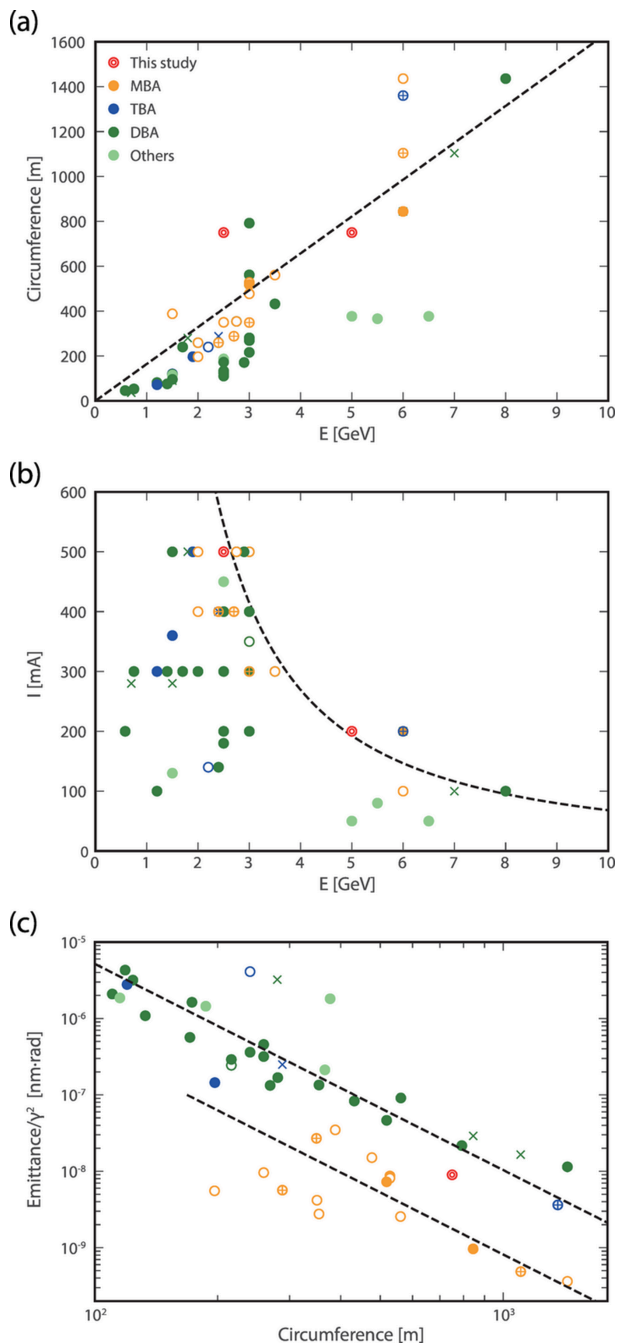 (a)
1600
1400
1200
1000
800
600
400
200
0
Circumference [m]
This study
MBA
TBA
DBA
Others
0 1 2 3 4 5 6 7 8 9 10
E [GeV]
(b)
600
500
400
300
200
100
0
I [mA]
0 1 2 3 4 5 6 7 8 9 10
E [GeV]
(c)
10⁻⁵
10⁻⁶
10⁻⁷
10⁻⁸
10⁻⁹
Emittance/γ² [nm·rad]
10² 10³
Circumference [m]